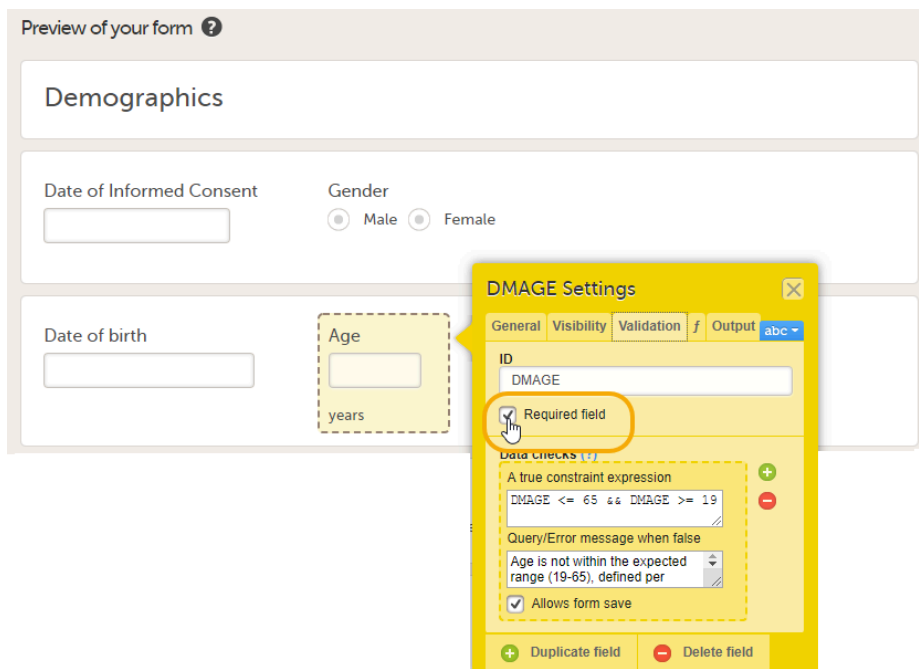 Preview of your form ?
Demographics
Date of Informed Consent
Gender
Male Female
DMAGE Settings
General Visibility Validation f Output abc
Date of birth
Age
years
ID
DMAGE
Required field
Data checks (?)
A true constraint expression
DMAGE <= 65 && DMAGE >= 19
Query/Error message when false
Age is not within the expected
range (19-65), defined per
Allows form save
Duplicate field Delete field